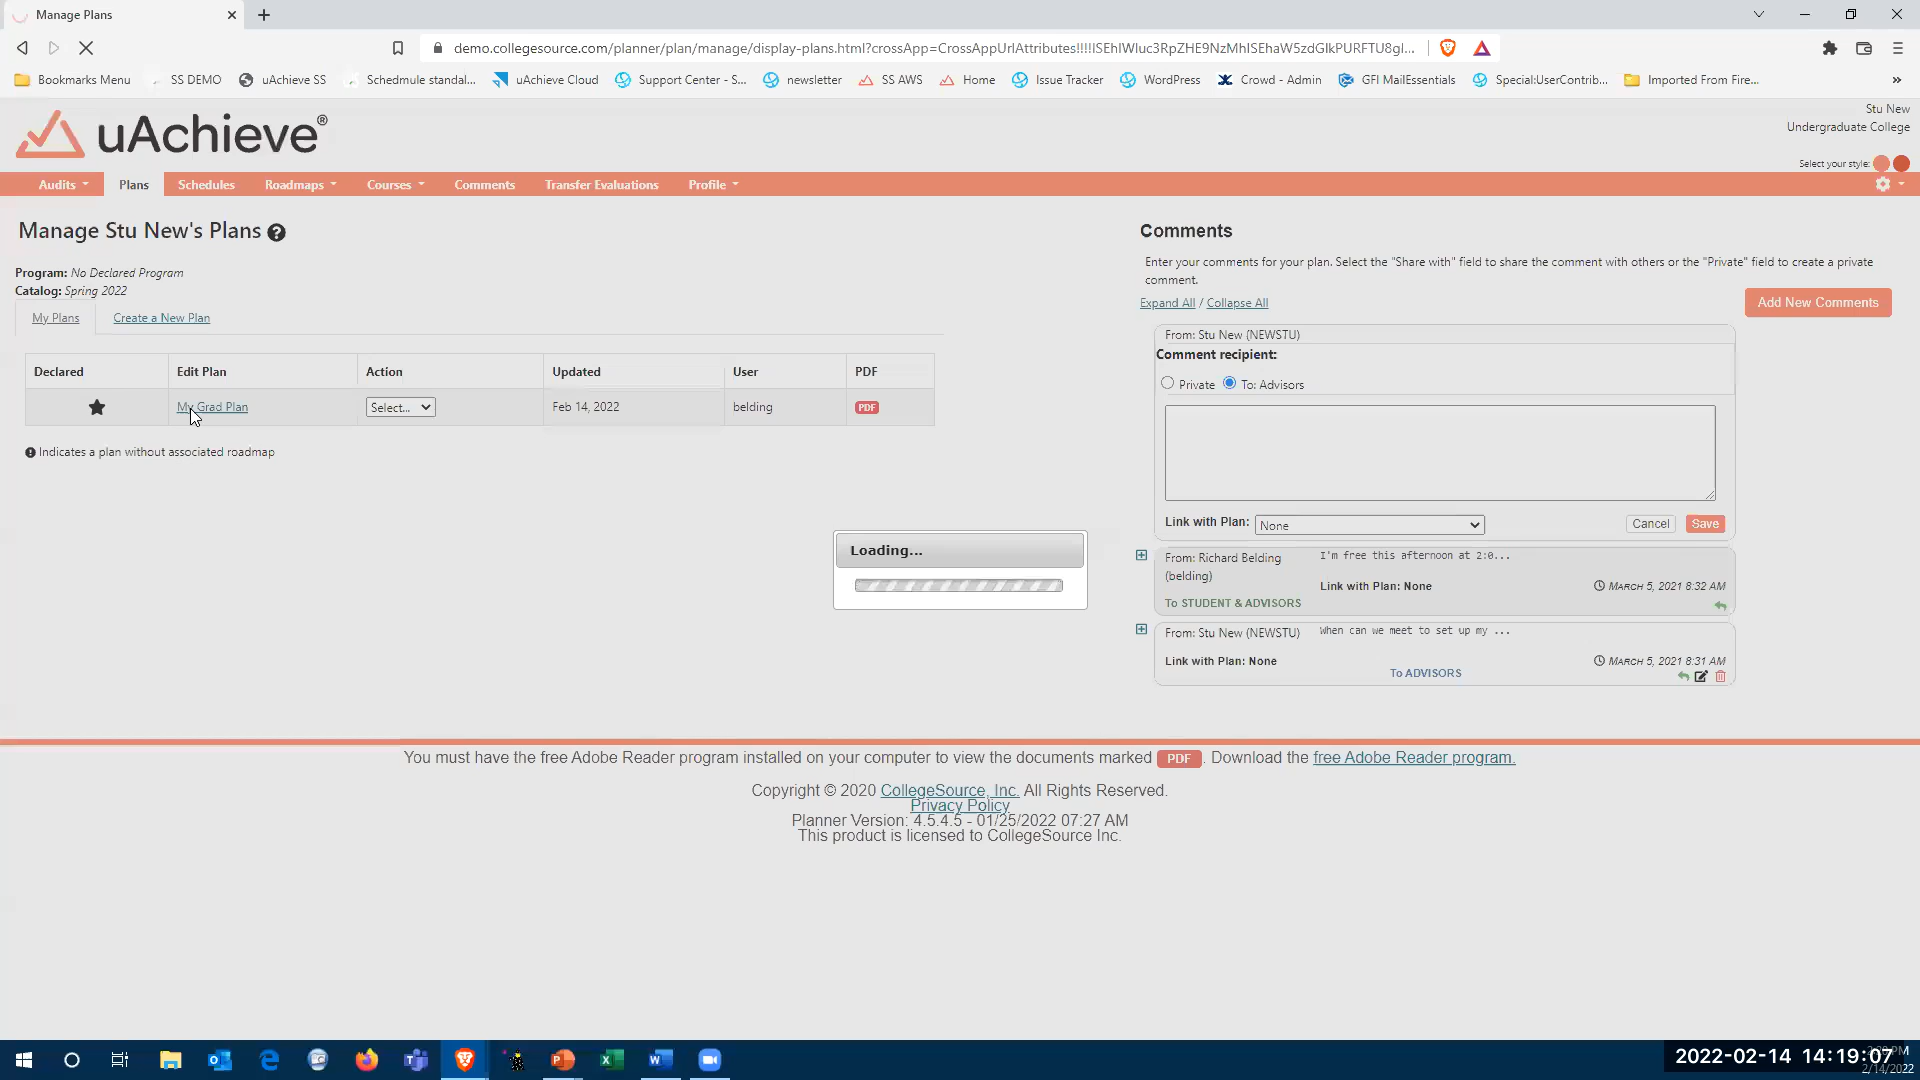 Manage Plans
demo.collegesource.com/planner/plan/manage/display-plans.html?crossApp=CrossAppUrlAttributes!!!!!ISEhIWluc3RpZHE9NzMhISEhaW5zdGlkPURFTU8gI...
Bookmarks Menu SS DEMO uAchieve SS Schedmule standal... uAchieve Cloud Support Center - S... newsletter SS AWS Home Issue Tracker WordPress Crowd - Admin GFI MailEssentials Special:UserContrib... Imported From Fire... »
uAchieve®
Stu New
Undergraduate College
Select your style:
Audits Plans Schedules Roadmaps Courses Comments Transfer Evaluations Profile
Manage Stu New's Plans ?
Program: No Declared Program
Catalog: Spring 2022
My Plans Create a New Plan
Declared Edit Plan Action Updated User PDF
My Grad Plan Select... Feb 14, 2022 belding PDF
Indicates a plan without associated roadmap
Loading...
Comments
Enter your comments for your plan. Select the "Share with" field to share the comment with others or the "Private" field to create a private
comment.
Expand All / Collapse All
Add New Comments
From: Stu New (NEWSTU)
Comment recipient:
Private To: Advisors
Link with Plan: None Cancel Save
From: Richard Belding
(belding)
I'm free this afternoon at 2:0...
Link with Plan: None
MARCH 5, 2021 8:32 AM
To STUDENT & ADVISORS
From: Stu New (NEWSTU) When can we meet to set up my ...
Link with Plan: None
MARCH 5, 2021 8:31 AM
To ADVISORS
You must have the free Adobe Reader program installed on your computer to view the documents marked PDF . Download the free Adobe Reader program.
Copyright © 2020 CollegeSource, Inc. All Rights Reserved.
Privacy Policy
Planner Version: 4.5.4.5 - 01/25/2022 07:27 AM
This product is licensed to CollegeSource Inc.
2022-02-14 14:19:07
2/14/2022